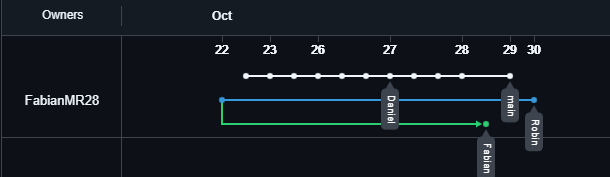 Owners Oct
22 23 26 27 28 29 30
FabianMR28
Daniel
main
Robin
Fabian